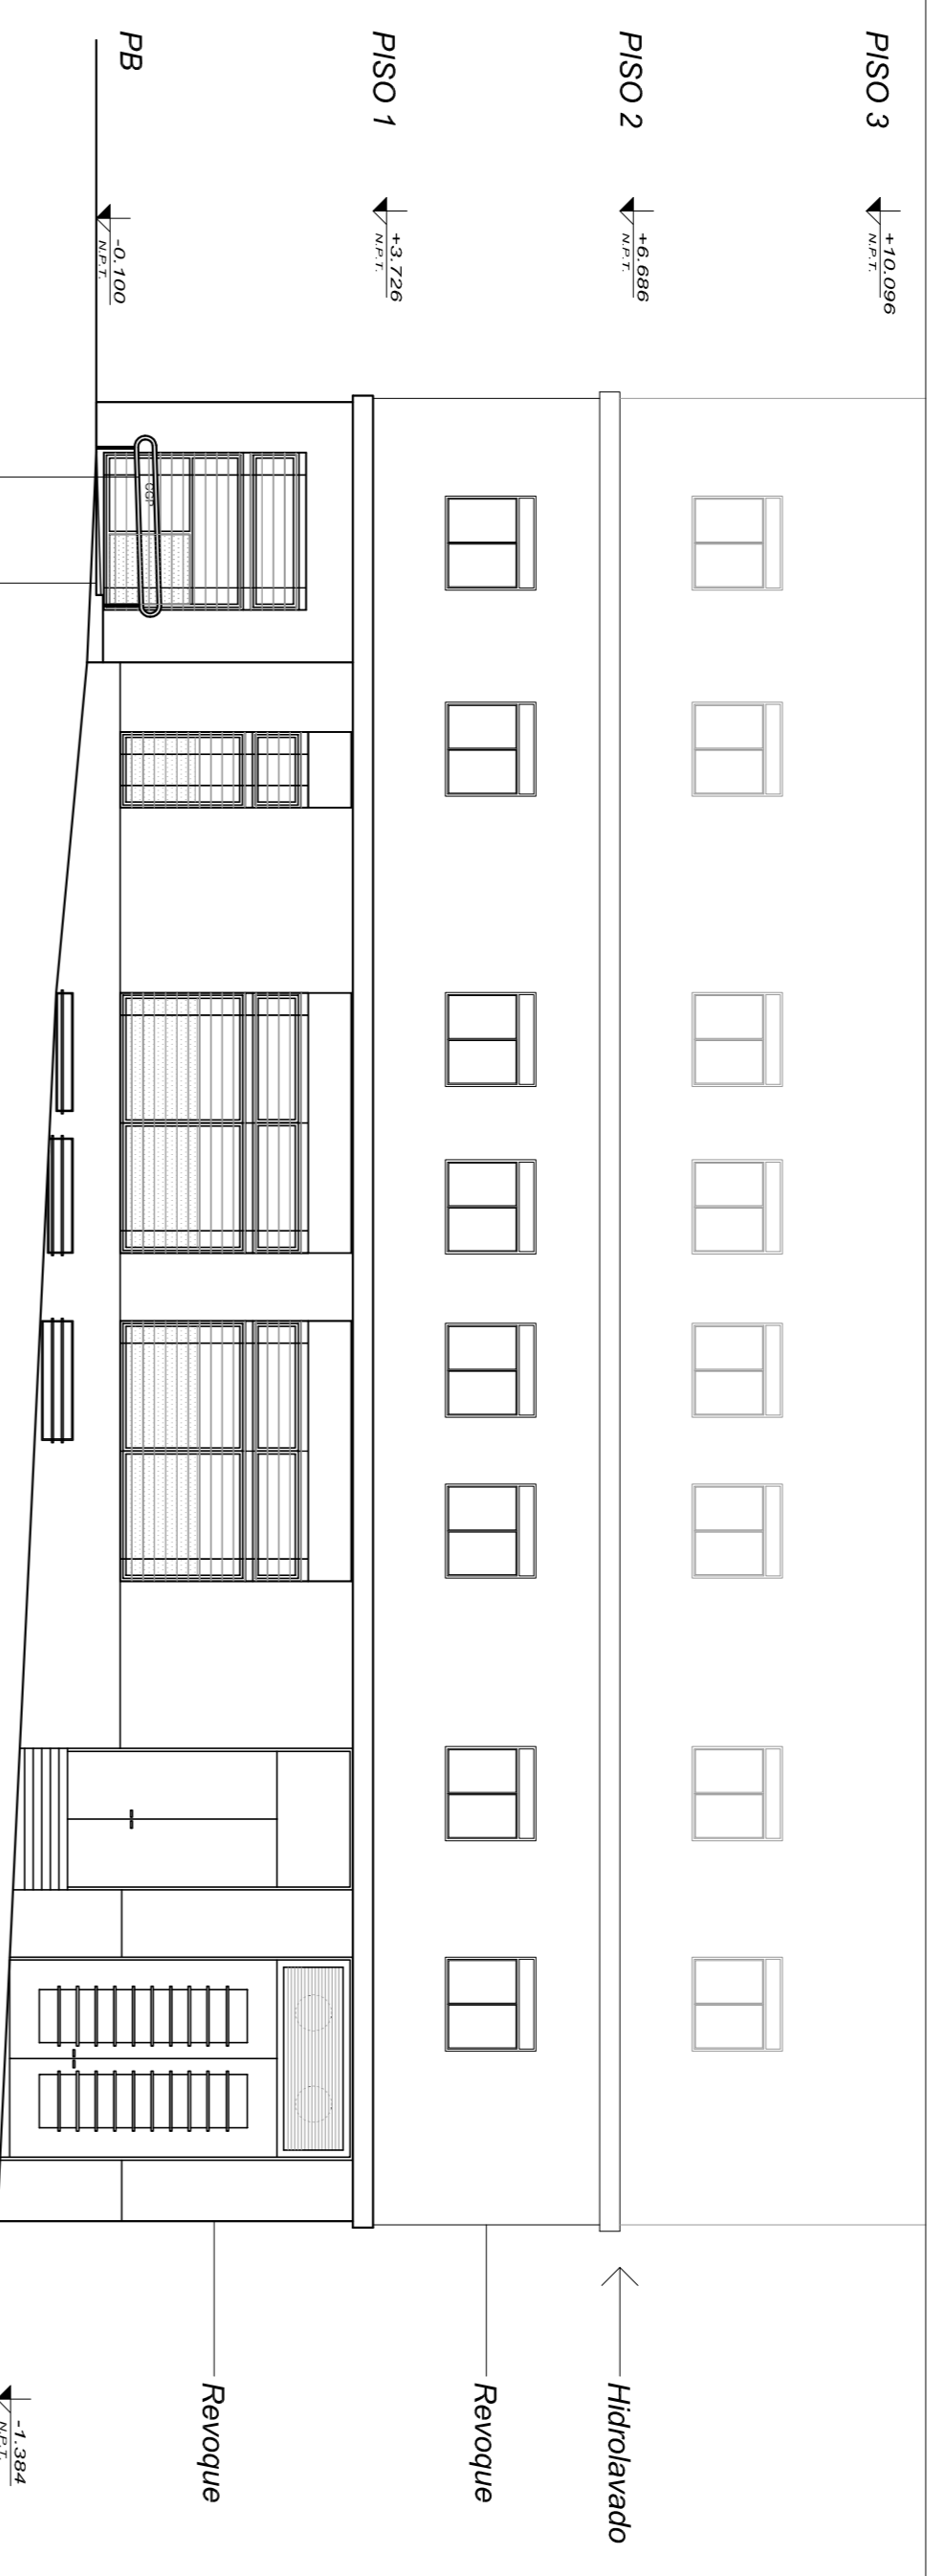 PISO 3
+10.096
N.P.T.
PISO 2
+6.686
N.P.T.
PISO 1
+3.726
N.P.T.
PB
-0.100
N.P.T.
CGP
Hidrolavado
Revoque
Revoque
-1.384
N.P.T.